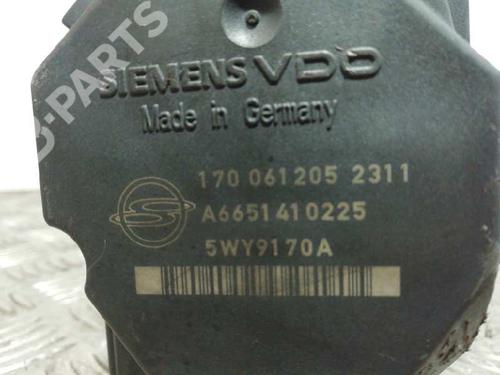 B-PARTS
SIEMENS VDO
Made in Germany
170 061205 2311
A6651410225
5WY9170A